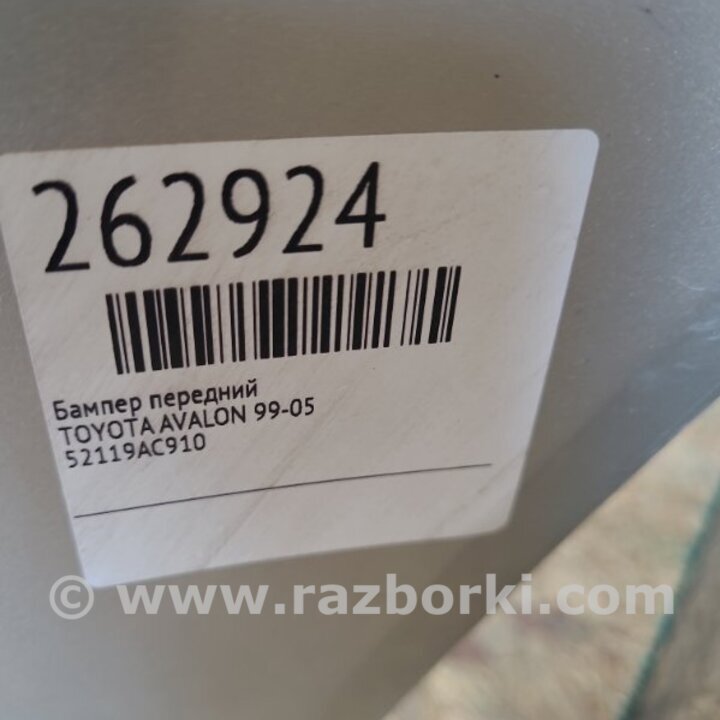 262924
Бампер передний
TOYOTA AVALON 99-05
52119AC910
© www.razborki.com